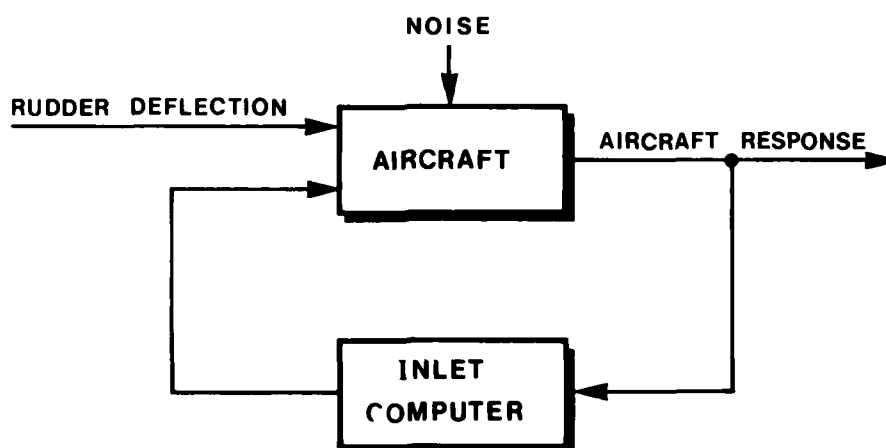 NOISE
RUDDER DEFLECTION
AIRCRAFT
AIRCRAFT RESPONSE
INLET
COMPUTER